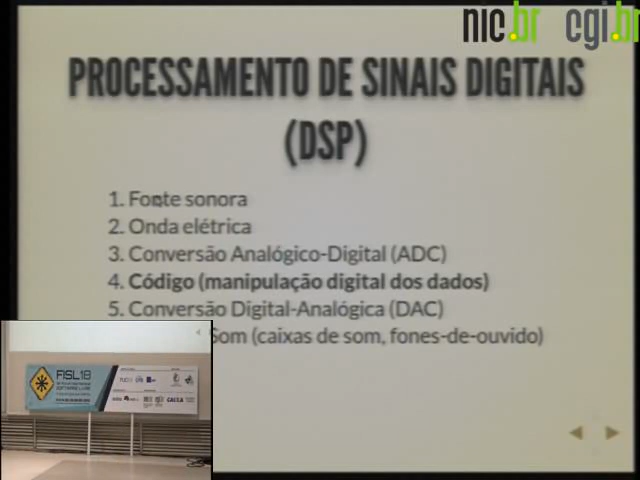 nic.br cgi.br
PROCESSAMENTO DE SINAIS DIGITAIS
(DSP)
1. Fonte sonora
2. Onda elétrica
3. Conversão Analógico-Digital (ADC)
4. Código (manipulação digital dos dados)
5. Conversão Digital-Analógica (DAC)
Som (caixas de som, fones-de-ouvido)
FISL18
SOFTWARE LIVRE
CAIXA